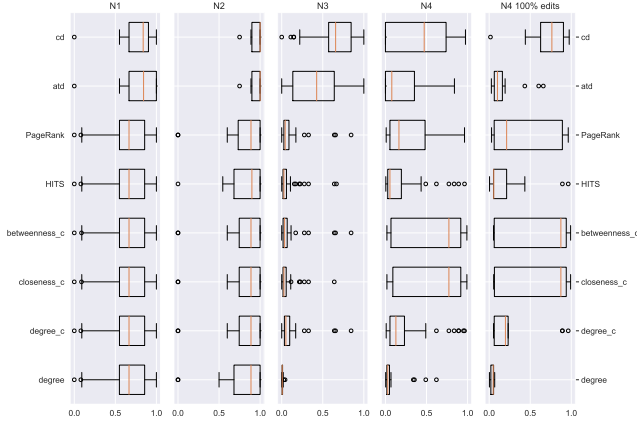 N1 N2 N3 N4 N4 100% edits
cd cd
atd atd
PageRank PageRank
HITS HITS
betweenness_c betweenness_c
closeness_c closeness_c
degree_c degree_c
degree degree
0.0 0.5 1.0 0.0 0.5 1.0 0.0 0.5 1.0 0.0 0.5 1.0 0.0 0.5 1.0